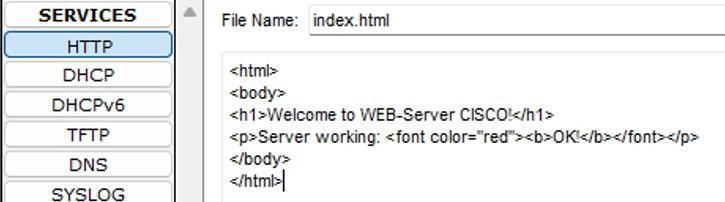 SERVICES
HTTP
DHCP
DHCPv6
TFTP
DNS
SYSLOG
File Name: index.html
<html>
<body>
<h1>Welcome to WEB-Server CISCO!</h1>
<p>Server working: <font color="red"><b>OK!</b></font></p>
</body>
</html>